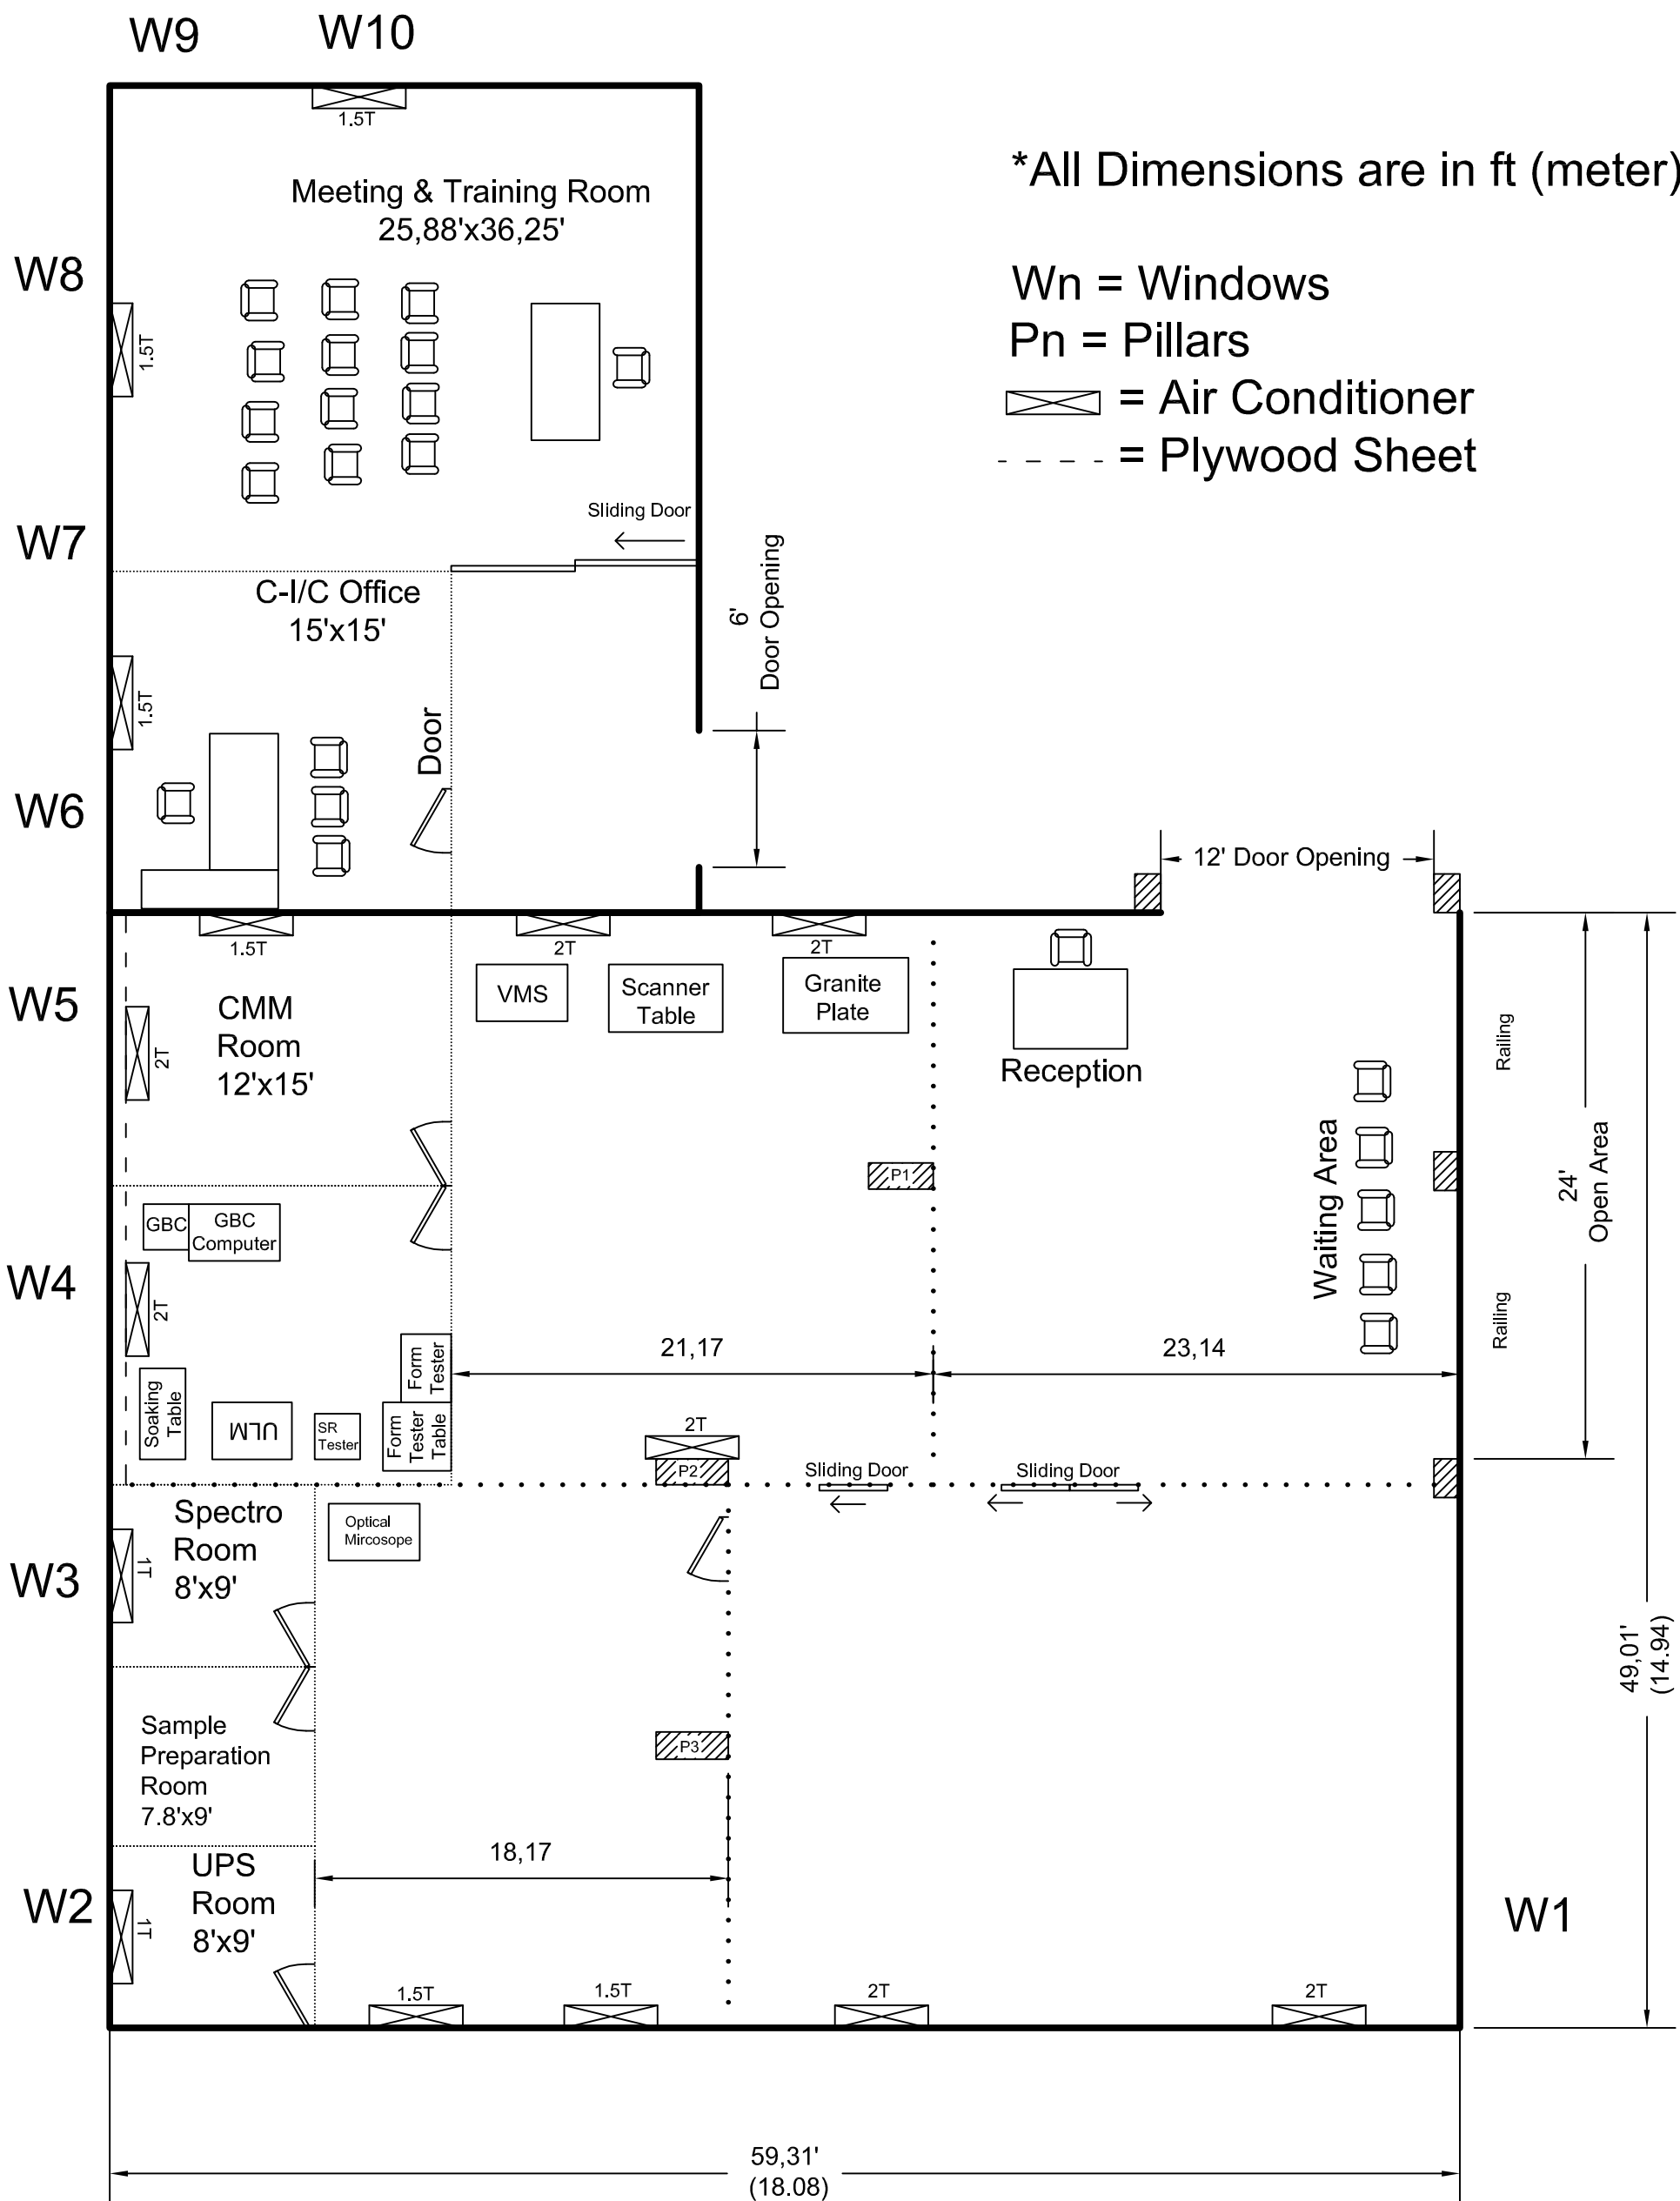 W9
W10
1.5T
*All Dimensions are in ft (meter)
Meeting & Training Room
25,88'x36,25'
W8
Wn = Windows
Pn = Pillars
= Air Conditioner
= Plywood Sheet
1.5T
W7
Sliding Door
C-I/C Office
15'x15'
6'
Door Opening
1.5T
Door
W6
12' Door Opening
1.5T
2T
2T
W5
CMM
Room
12'x15'
2T
VMS
Scanner
Table
Granite
Plate
Reception
Railing
P1
Waiting Area
24'
Open Area
GBC
GBC
Computer
W4
2T
Railing
21,17
23,14
Form
Tester
Soaking
Table
ULM
SR
Tester
Form
Tester
Table
2T
P2
Sliding Door
Sliding Door
Spectro
Room
8'x9'
Optical
Mircosope
W3
1T
49,01'
(14.94)
Sample
Preparation
Room
7.8'x9'
P3
18,17
UPS
Room
8'x9'
W2
1T
W1
1.5T
1.5T
2T
2T
59,31'
(18.08)